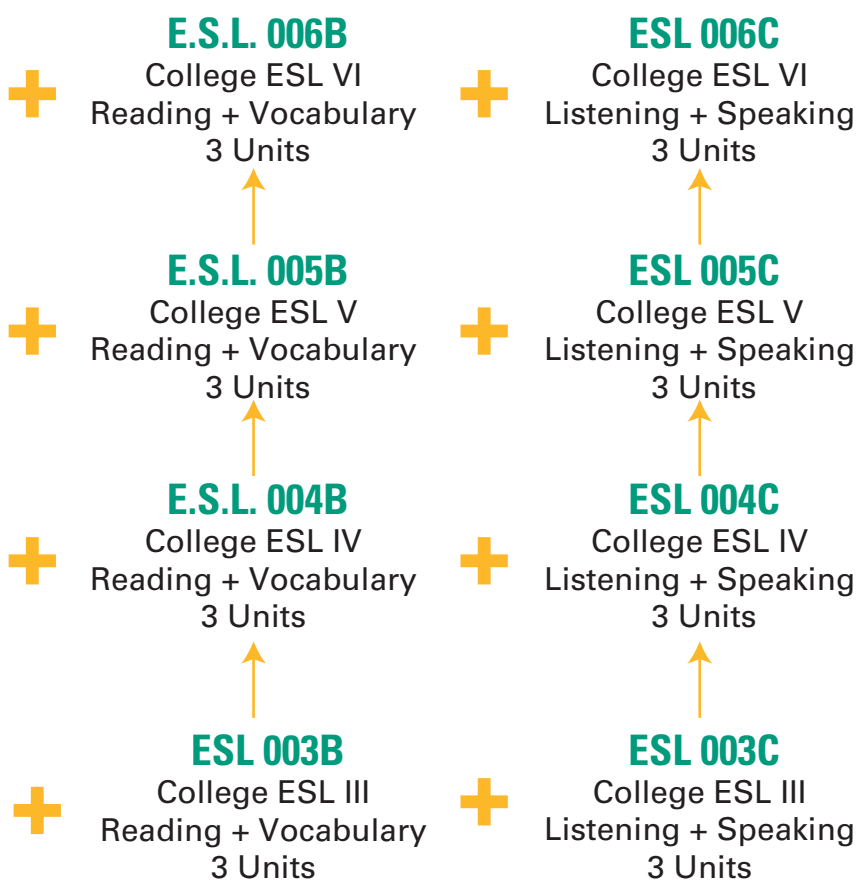 E.S.L. 006B
College ESL VI
Reading + Vocabulary
3 Units
ESL 006C
College ESL VI
Listening + Speaking
3 Units
E.S.L. 005B
College ESL V
Reading + Vocabulary
3 Units
ESL 005C
College ESL V
Listening + Speaking
3 Units
E.S.L. 004B
College ESL IV
Reading + Vocabulary
3 Units
ESL 004C
College ESL IV
Listening + Speaking
3 Units
ESL 003B
College ESL III
Reading + Vocabulary
3 Units
ESL 003C
College ESL III
Listening + Speaking
3 Units